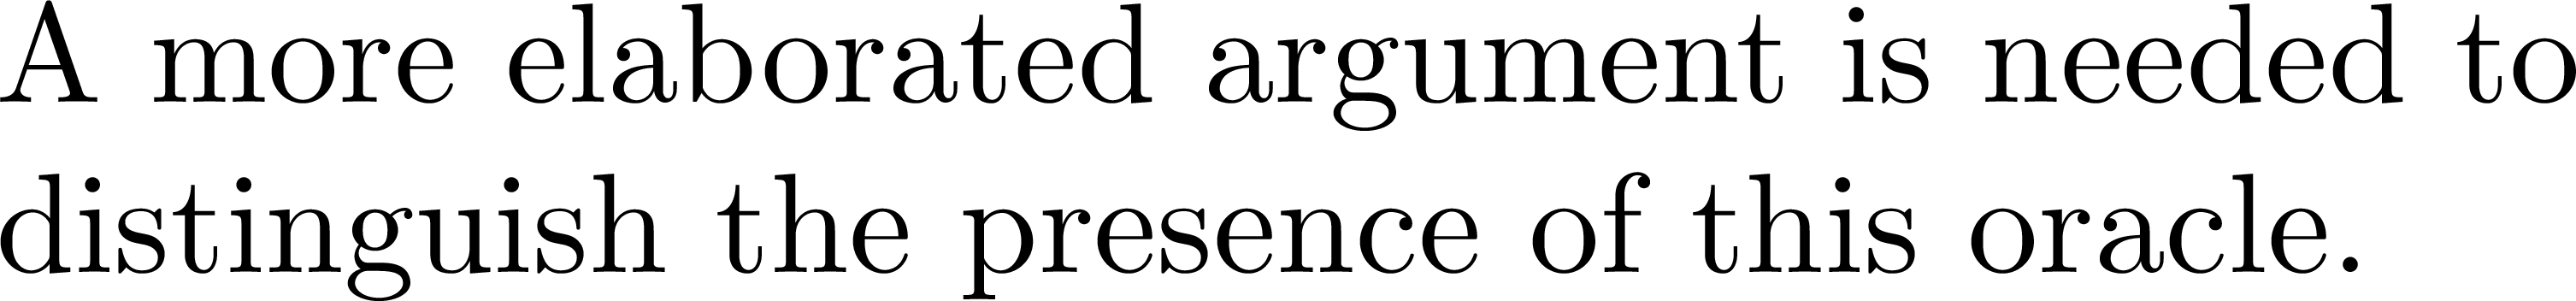 A more elaborated argument is needed to
distinguish the presence of this oracle.